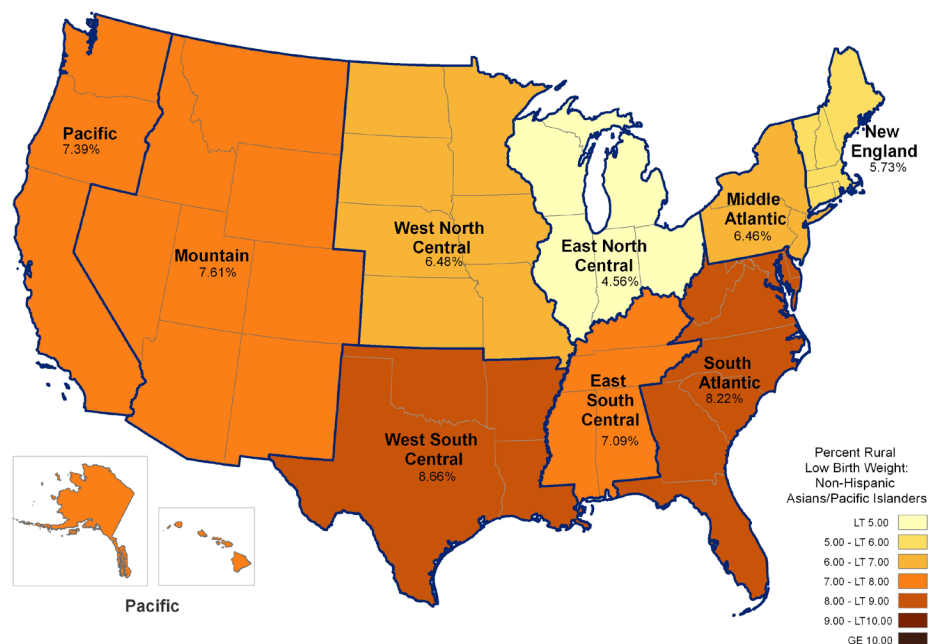 Pacific
7.39%
Mountain
7.61%
West North
Central
6.48%
East North
Central
4.56%
Middle
Atlantic
6.46%
New
England
5.73%
West South
Central
8.66%
East
South
Central
7.09%
South
Atlantic
8.22%
Pacific
Percent Rural
Low Birth Weight:
Non-Hispanic
Asians/Pacific Islanders
LT 5.00
5.00 - LT 6.00
6.00 - LT 7.00
7.00 - LT 8.00
8.00 - LT 9.00
9.00 - LT10.00
GE 10.00